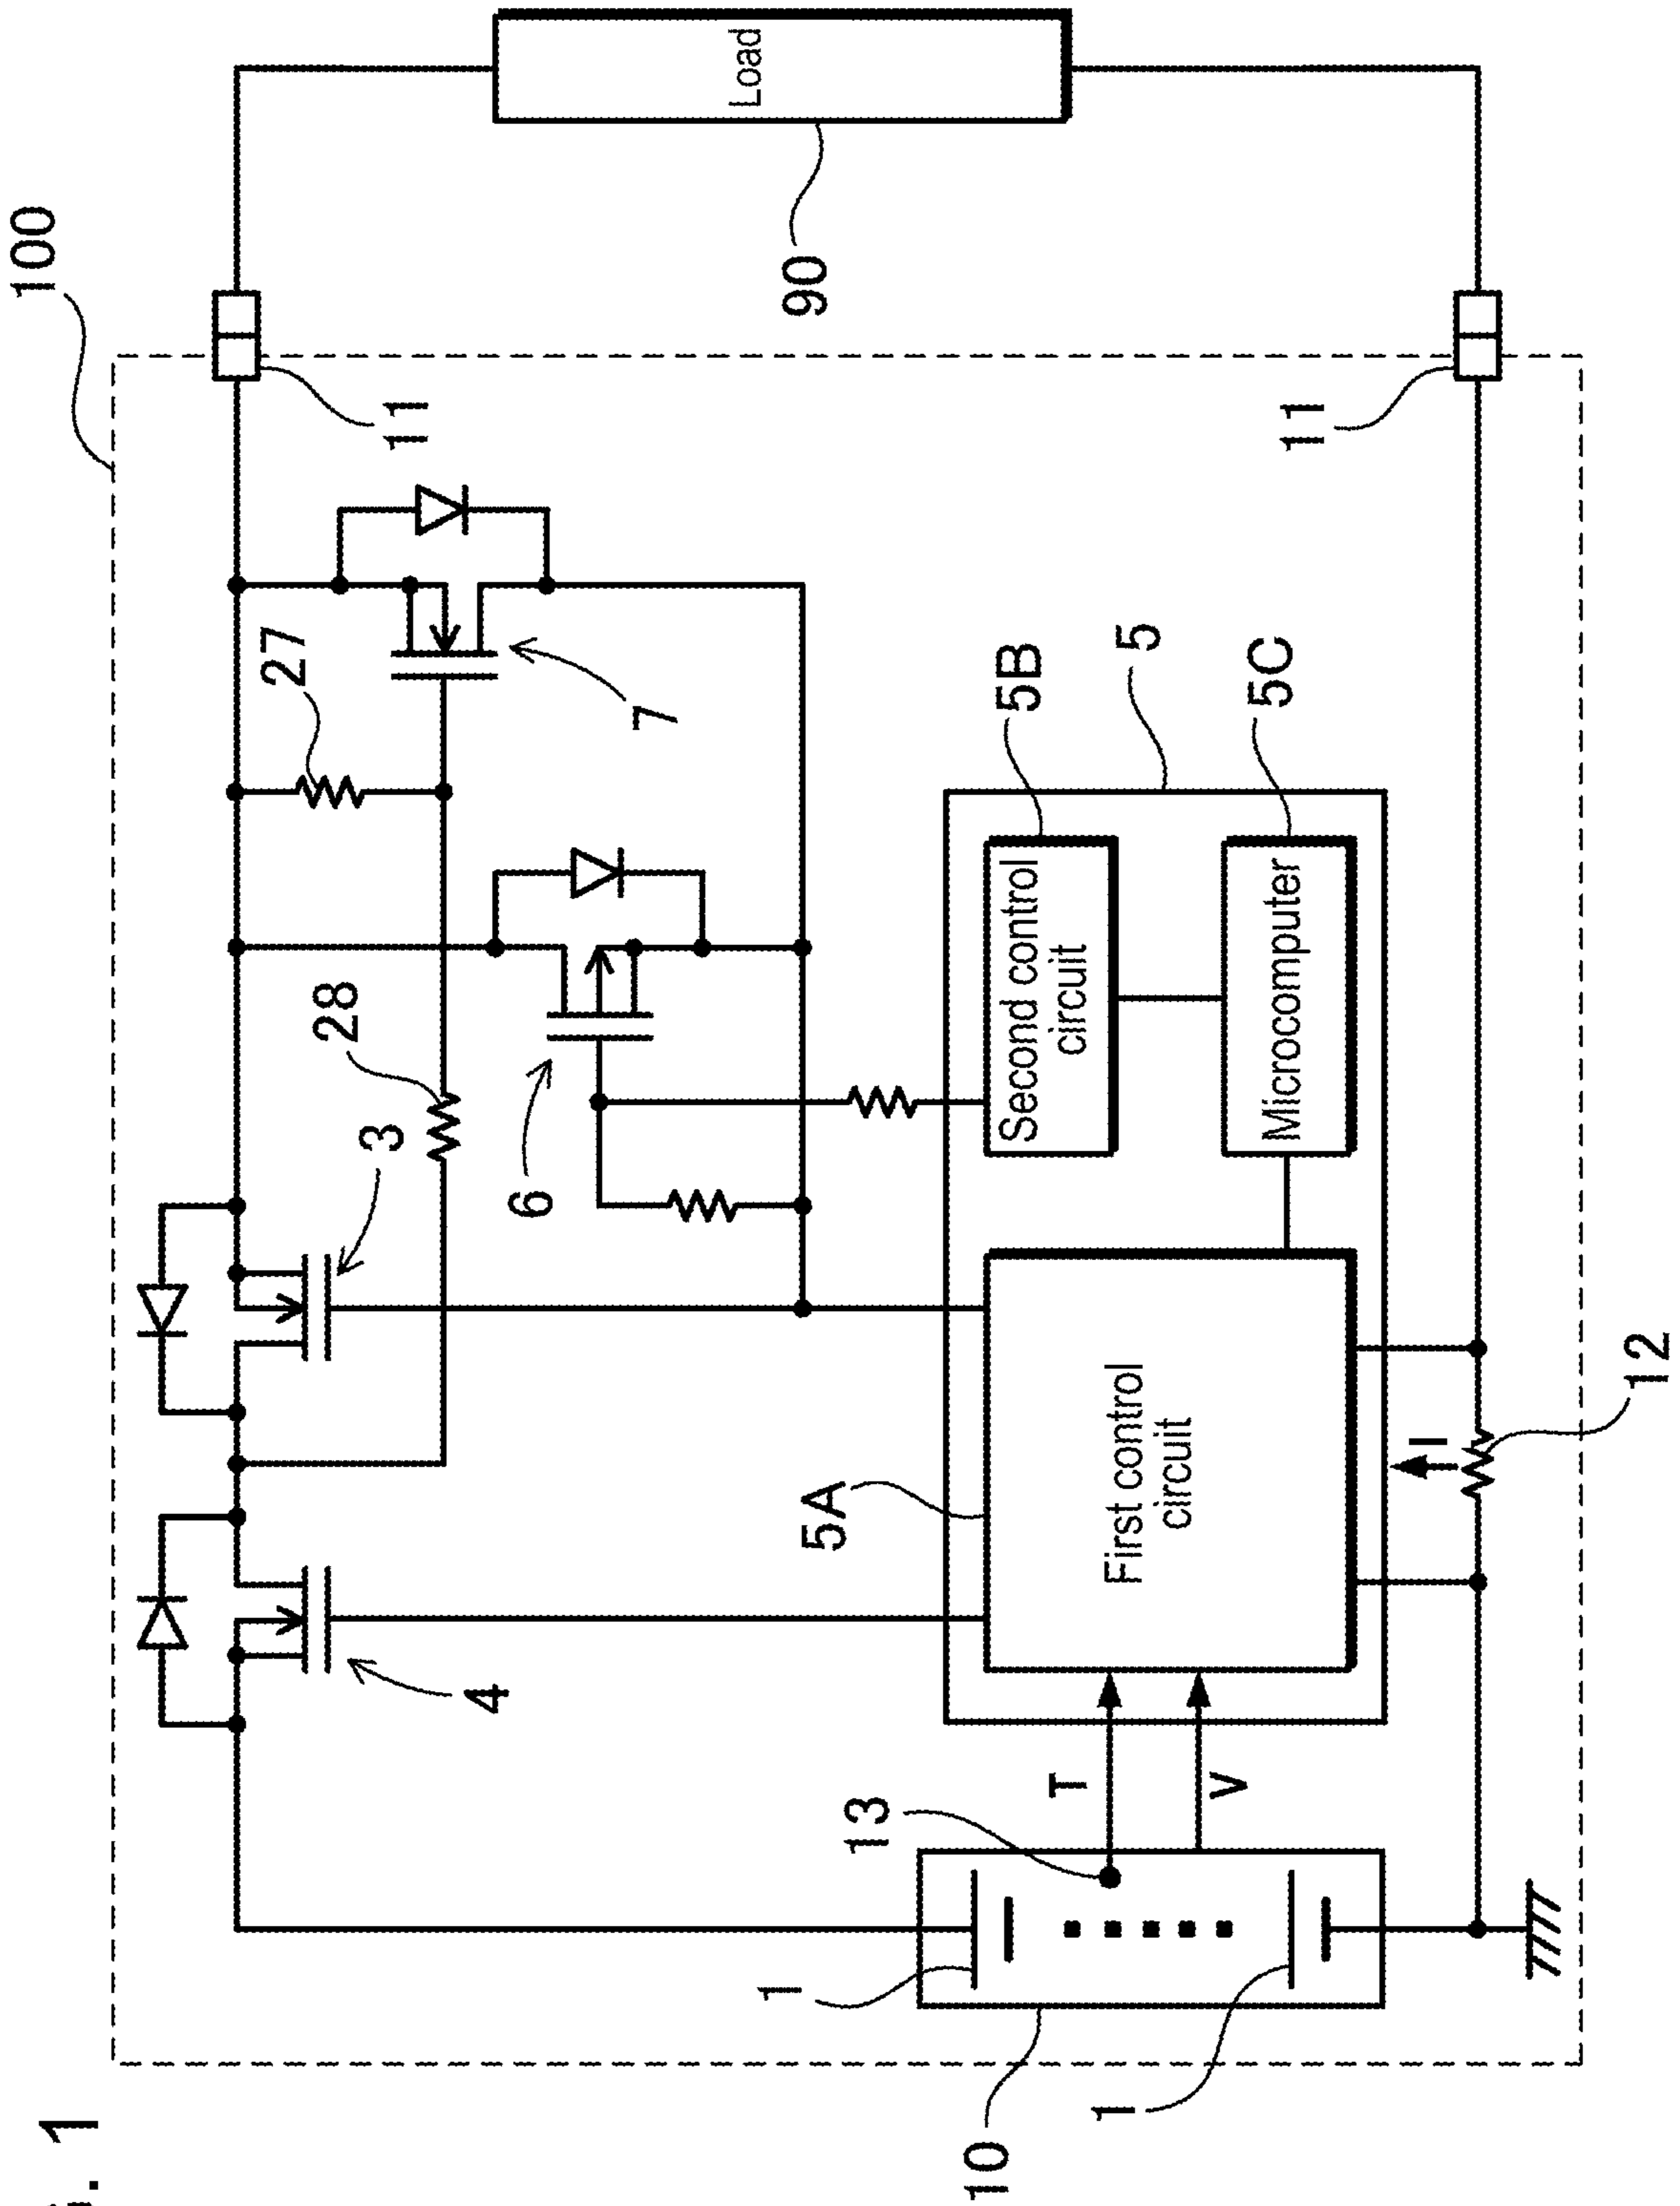 . 1
100
11
11
Load
90
27
7
28
3
6
4
5
5B
Second control
circuit
5C
Microcomputer
5A
First control
circuit
I
12
T
V
13
1
1
10